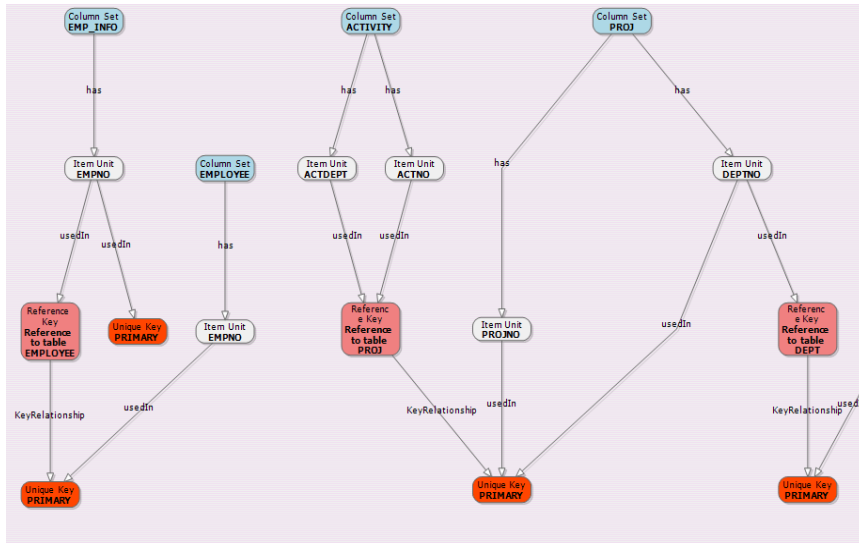 Column Set
EMP_INFO
Column Set
ACTIVITY
Column Set
PROJ
has
has
has
has
has
Item Unit
EMPNO
Column Set
EMPLOYEE
Item Unit
ACTDEPT
Item Unit
ACTNO
Item Unit
DEPTNO
usedIn
usedIn
has
usedIn
usedIn
usedIn
Reference
Key
Reference
to table
EMPLOYEE
Unique Key
PRIMARY
Item Unit
EMPNO
Referenc
e Key
Reference
to table
PROJ
Item Unit
PROJNO
usedIn
Referenc
e Key
Reference
to table
DEPT
KeyRelationship
usedIn
KeyRelationship
usedIn
KeyRelationship
used
Unique Key
PRIMARY
Unique Key
PRIMARY
Unique Key
PRIMARY